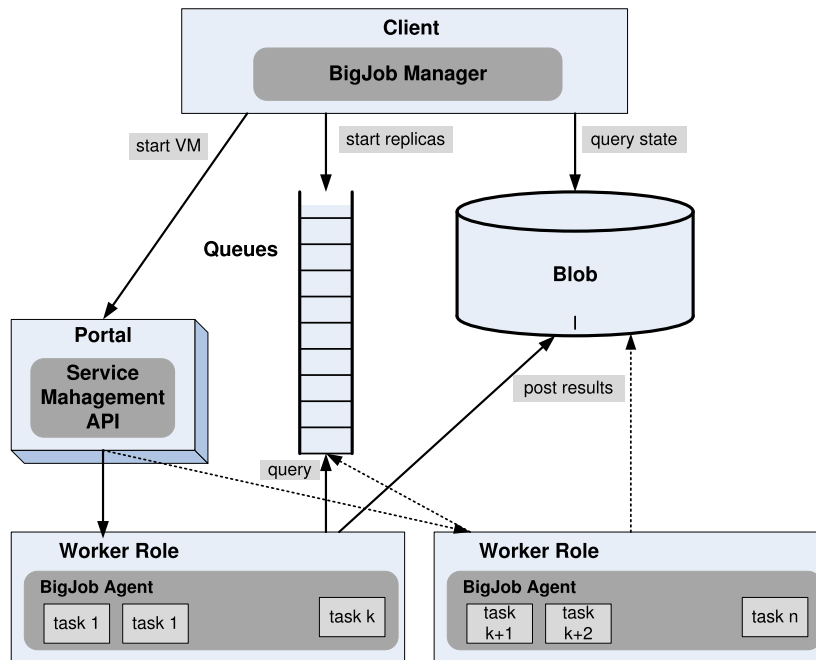 Client
BigJob Manager
start VM
start replicas
query state
Queues
Blob
Portal
Service
Mahagement
API
post results
query
Worker Role
BigJob Agent
task 1
task 1
task k
Worker Role
BigJob Agent
task
k+1
task
k+2
task n